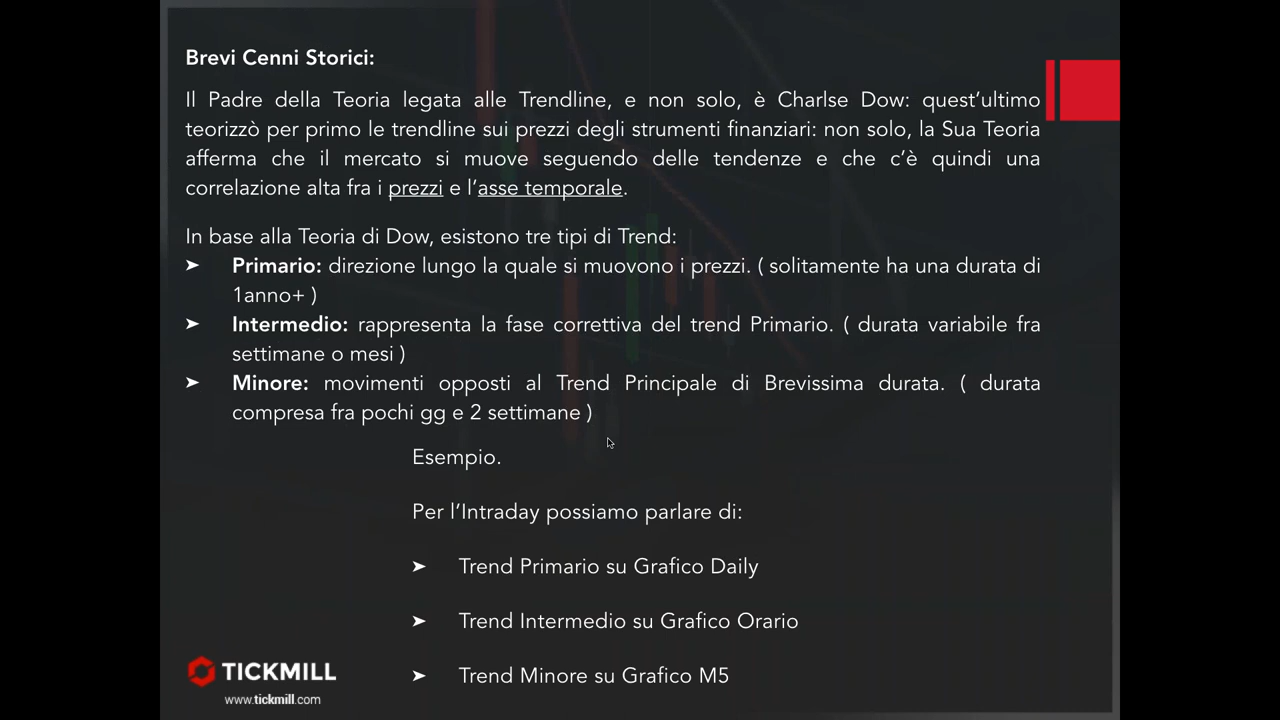 Brevi Cenni Storici:
Il Padre della Teoria legata alle Trendline, e non solo, è Charlse Dow: quest'ultimo
teorizzò per primo le trendline sui prezzi degli strumenti finanziari: non solo, la Sua Teoria
afferma che il mercato si muove seguendo delle tendenze e che c'è quindi una
correlazione alta fra i prezzi e l'asse temporale.
In base alla Teoria di Dow, esistono tre tipi di Trend:
➤ Primario: direzione lungo la quale si muovono i prezzi. ( solitamente ha una durata di
1anno+ )
➤ Intermedio: rappresenta la fase correttiva del trend Primario. ( durata variabile fra
settimane o mesi )
➤ Minore: movimenti opposti al Trend Principale di Brevissima durata. ( durata
compresa fra pochi gg e 2 settimane )
Esempio.
Per l'Intraday possiamo parlare di:
➤ Trend Primario su Grafico Daily
➤ Trend Intermedio su Grafico Orario
➤ Trend Minore su Grafico M5
TICKMILL
www.tickmill.com